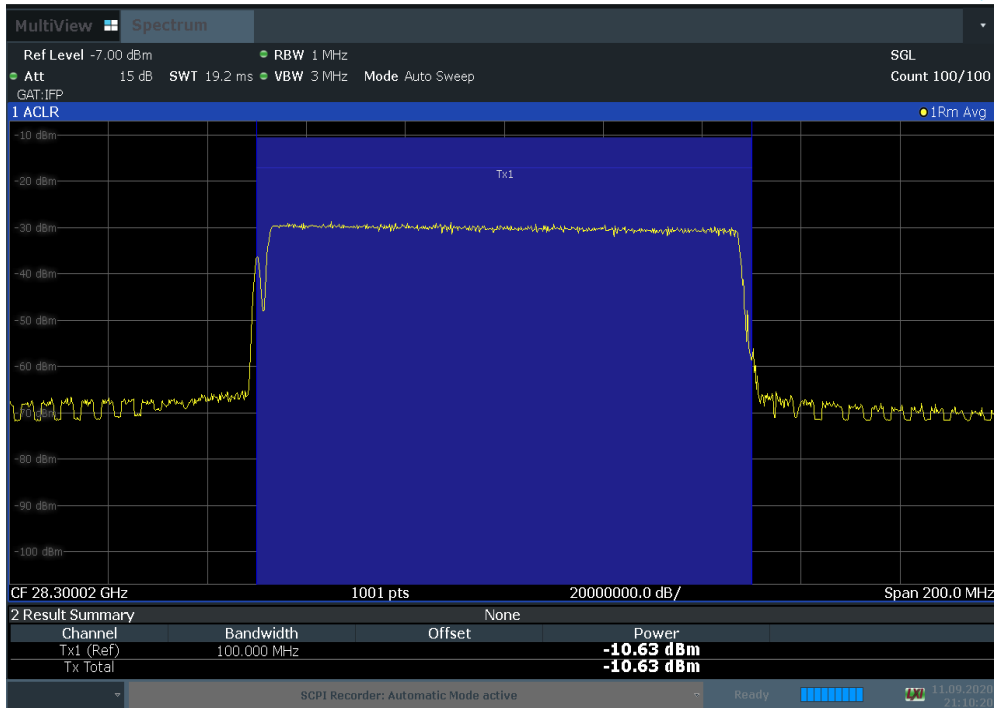 MultiView Spectrum
Ref Level -7.00 dBm RBW 1 MHz SGL
Att 15 dB SWT 19.2 ms VBW 3 MHz Mode Auto Sweep Count 100/100
GAT:IFP
1 ACLR 1Rm Avg
-10 dBm
Tx1
-20 dBm
-30 dBm
-40 dBm
-50 dBm
-60 dBm
-70 dBm
-80 dBm
-90 dBm
-100 dBm
CF 28.30002 GHz 1001 pts 20000000.0 dB/ Span 200.0 MHz
2 Result Summary None
Channel Bandwidth Offset Power
Tx1 (Ref) 100.000 MHz -10.63 dBm
Tx Total -10.63 dBm
SCPI Recorder: Automatic Mode active Ready LXI 11.09.2020
21:10:20